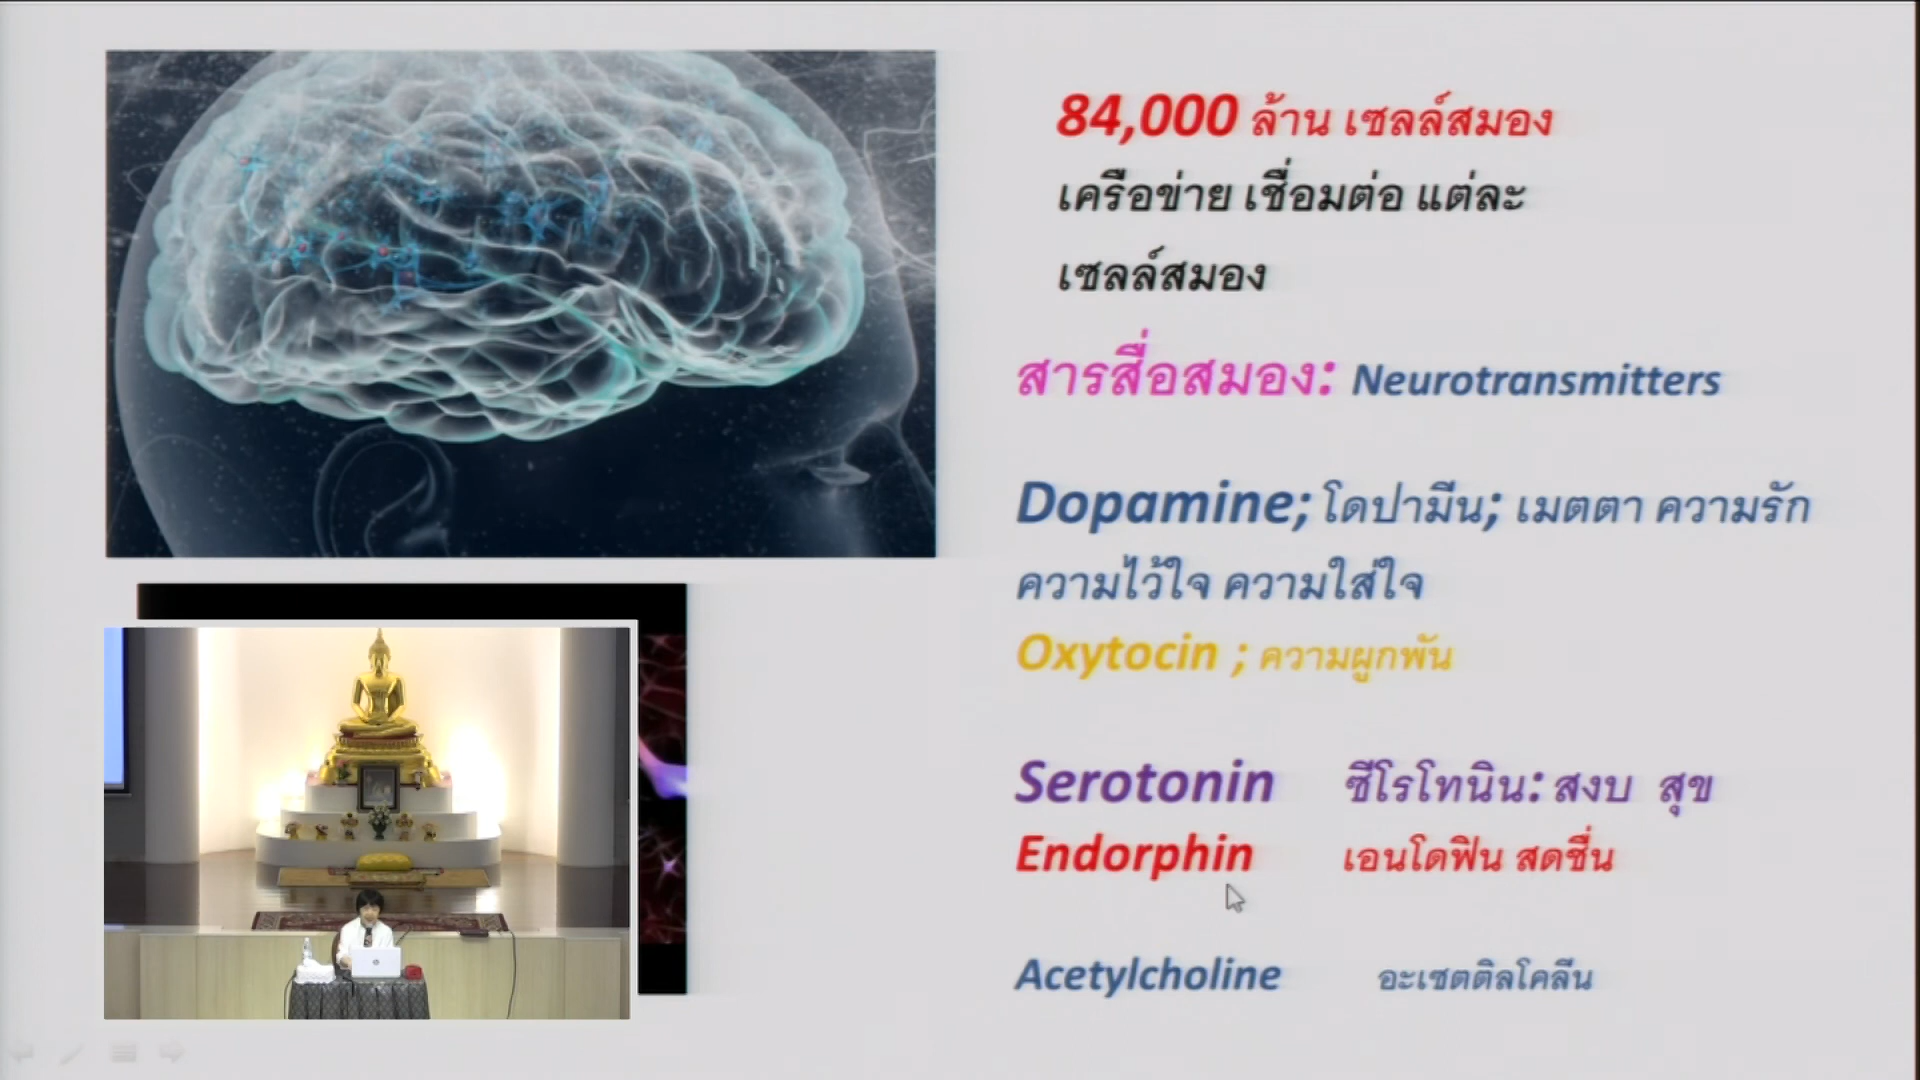 84,000 ล้าน เซลล์สมอง
เครือข่าย เชื่อมต่อ แต่ละ
เซลล์สมอง
สารสื่อสมอง: Neurotransmitters
Dopamine; โดปามีน; เมตตา ความรัก
ความไว้ใจ ความใส่ใจ
Oxytocin ; ความผูกพัน
Serotonin ซีโรโทนิน: สงบ สุข
Endorphin เอนโดฟิน สดชื่น
Acetylcholine อะเซตติลโคลีน